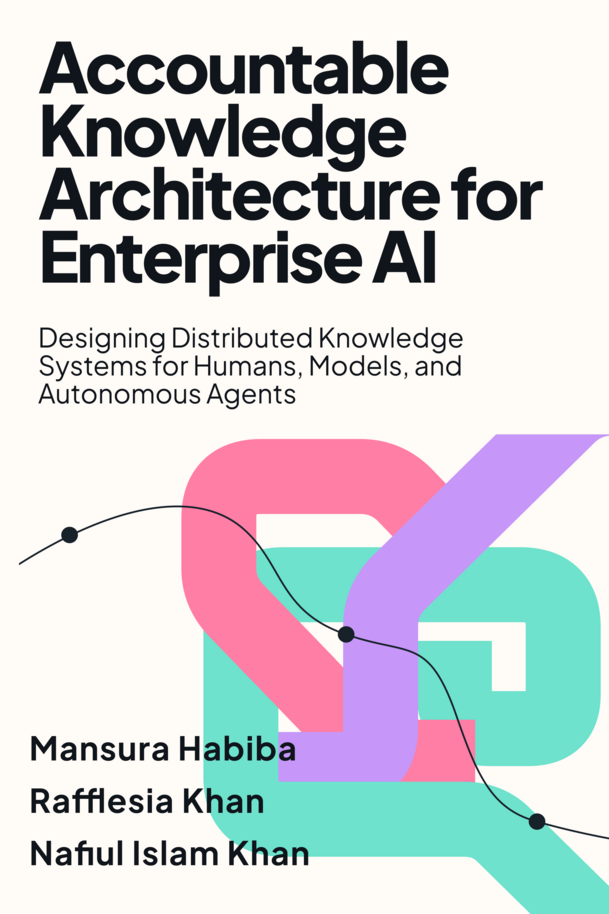 Accountable
Knowledge
Architecture for
Enterprise AI
Designing Distributed Knowledge
Systems for Humans, Models, and
Autonomous Agents
Mansura Habiba
Rafflesia Khan
Nafiul Islam Khan